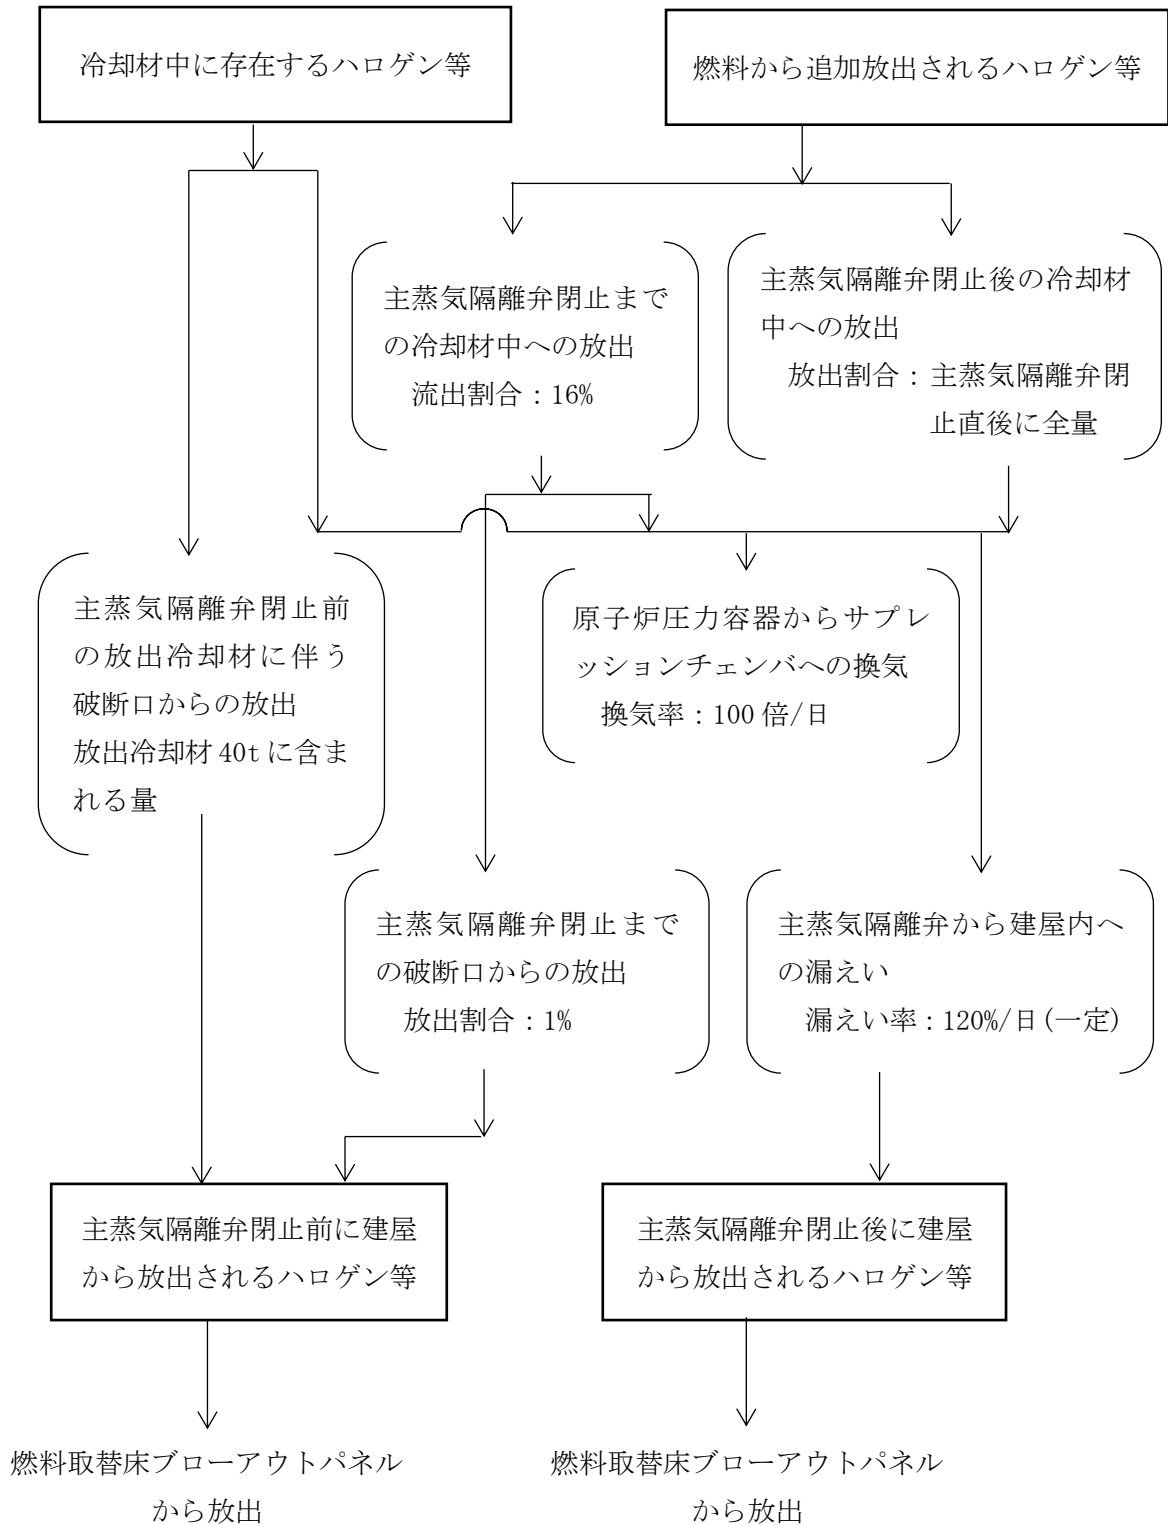 冷却材中に存在するハロゲン等
燃料から追加放出されるハロゲン等
主蒸気隔離弁閉止まで
の冷却材中への放出
流出割合：16%
主蒸気隔離弁閉止後の冷却材
中への放出
放出割合：主蒸気隔離弁閉
止直後に全量
主蒸気隔離弁閉止前
の放出冷却材に伴う
破断口からの放出
放出冷却材 40t に含ま
れる量
原子炉圧力容器からサプレ
ッションチェンバへの換気
換気率：100 倍/日
主蒸気隔離弁閉止まで
の破断口からの放出
放出割合：1%
主蒸気隔離弁から建屋内へ
の漏えい
漏えい率：120%/日(一定)
主蒸気隔離弁閉止前に建屋
から放出されるハロゲン等
主蒸気隔離弁閉止後に建屋
から放出されるハロゲン等
燃料取替床ブローアウトパネル
から放出
燃料取替床ブローアウトパネル
から放出